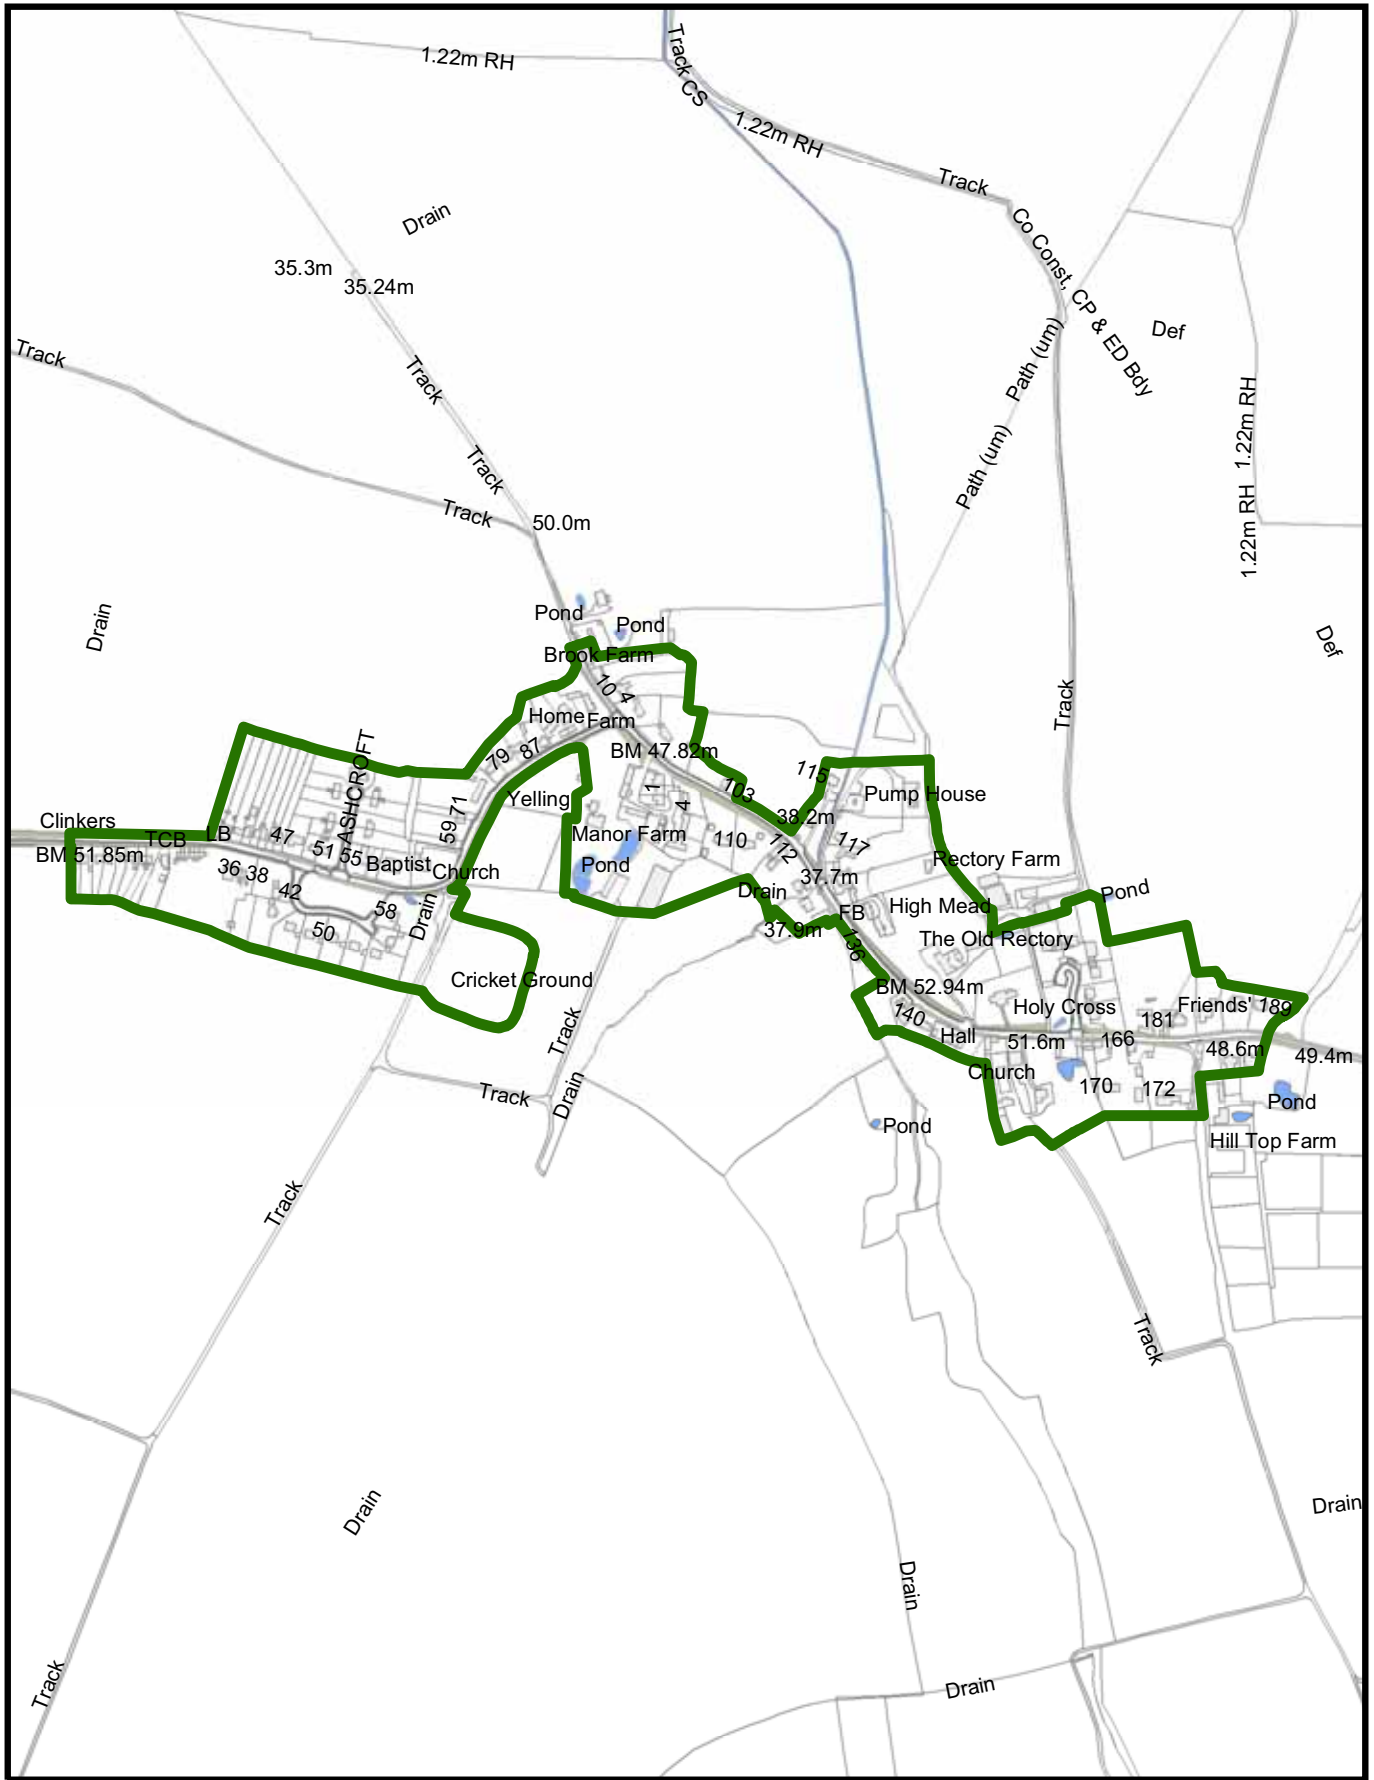 Track
CS
1.22m RH
1.22m RH
Track
Drain
Co Const, CP & ED Bdy
35.3m
35.24m
Def
Path (um)
Track
Track
1.22m RH
Path (um)
Track
Track
50.0m
1.22m RH
Drain
Pond
Pond
Def
Brook Farm
10
4
Track
Home Farm
79
87
BM 47.82m
ASHCROFT
115
103
1
4
Yelling
Pump House
38.2m
Clinkers
TCB
LB
47
59
71
Manor Farm
110
112
117
BM 51.85m
51
55
Baptist
Church
Pond
Rectory Farm
36
38
42
37.7m
Drain
Pond
58
Drain
FB
High Mead
50
37.9m
136
The Old Rectory
Cricket Ground
BM 52.94m
140
Holy Cross
181
Friends'
189
Track
Hall
51.6m
166
48.6m
49.4m
Church
170
172
Track
Drain
Pond
Pond
Hill Top Farm
Track
Track
Drain
Drain
Drain
Track
Drain